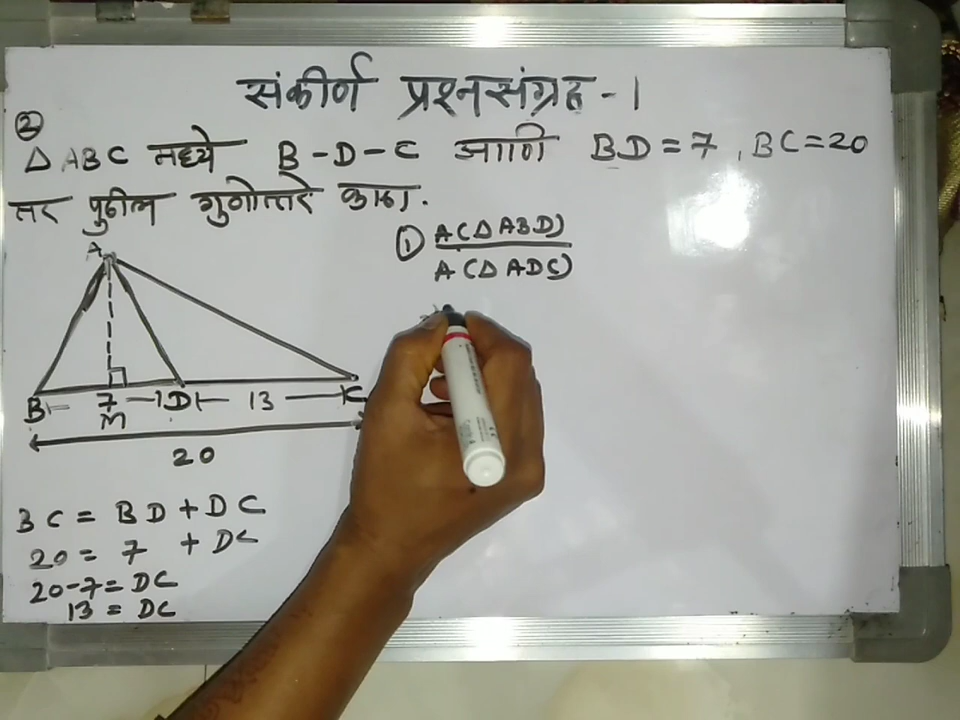 संकीर्ण प्रश्नसंग्रह - 1
②
△ ABC मध्ये B - D - C आणि BD = 7, BC = 20
तर पुढील गुणोत्तरे काढा.
① A(△ ABD)
A(△ ADC)
A
B 7 D 13 C
M
20
BC = BD + DC
20 = 7 + DC
20-7 = DC
13 = DC